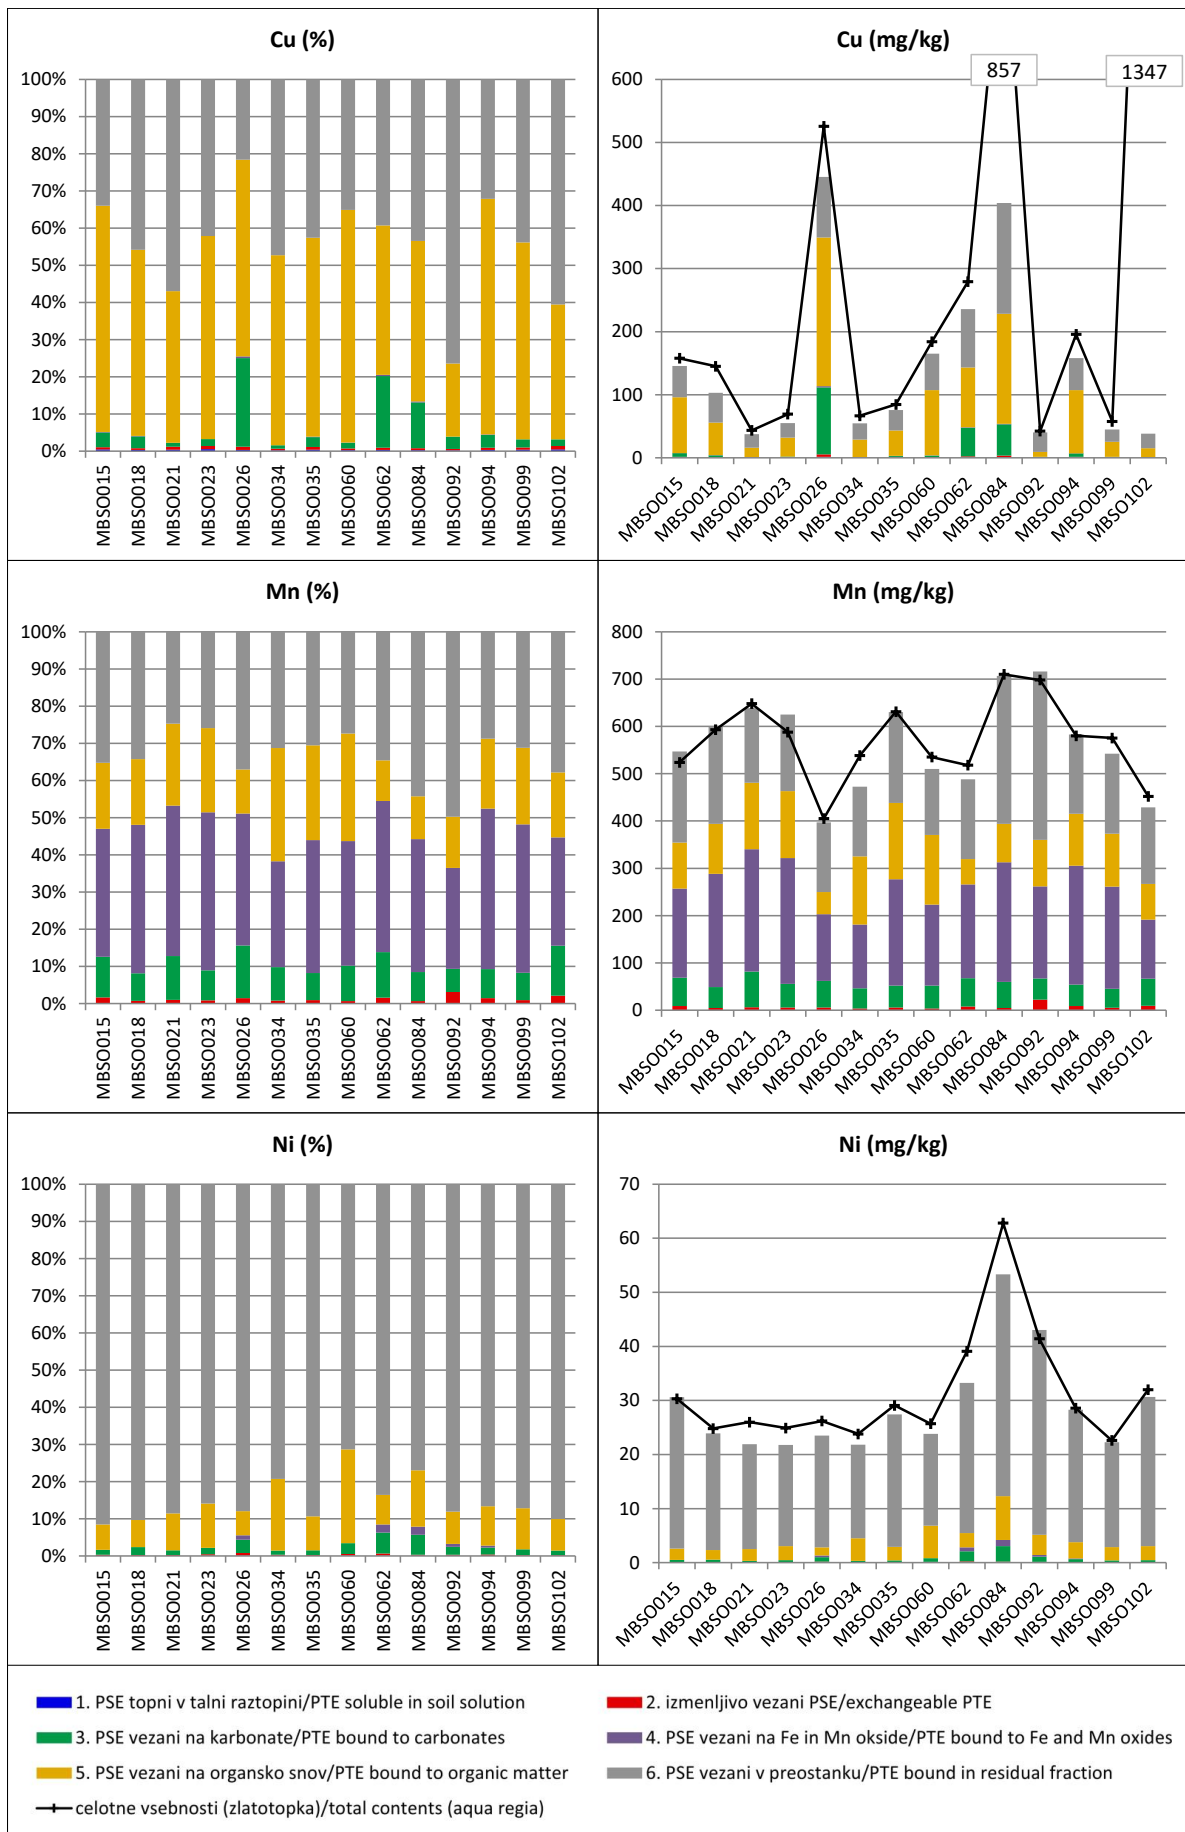 Cu (%)
100%
90%
80%
70%
60%
50%
40%
30%
20%
10%
0%
MBSO015
MBSO018
MBSO021
MBSO023
MBSO026
MBSO034
MBSO035
MBSO060
MBSO062
MBSO084
MBSO092
MBSO094
MBSO099
MBSO102
Cu (mg/kg)
857
1347
600
500
400
300
200
100
0
MBSO015
MBSO018
MBSO021
MBSO023
MBSO026
MBSO034
MBSO035
MBSO060
MBSO062
MBSO084
MBSO092
MBSO094
MBSO099
MBSO102
Mn (%)
100%
90%
80%
70%
60%
50%
40%
30%
20%
10%
0%
MBSO015
MBSO018
MBSO021
MBSO023
MBSO026
MBSO034
MBSO035
MBSO060
MBSO062
MBSO084
MBSO092
MBSO094
MBSO099
MBSO102
Mn (mg/kg)
800
700
600
500
400
300
200
100
0
MBSO015
MBSO018
MBSO021
MBSO023
MBSO026
MBSO034
MBSO035
MBSO060
MBSO062
MBSO084
MBSO092
MBSO094
MBSO099
MBSO102
Ni (%)
100%
90%
80%
70%
60%
50%
40%
30%
20%
10%
0%
MBSO015
MBSO018
MBSO021
MBSO023
MBSO026
MBSO034
MBSO035
MBSO060
MBSO062
MBSO084
MBSO092
MBSO094
MBSO099
MBSO102
Ni (mg/kg)
70
60
50
40
30
20
10
0
MBSO015
MBSO018
MBSO021
MBSO023
MBSO026
MBSO034
MBSO035
MBSO060
MBSO062
MBSO084
MBSO092
MBSO094
MBSO099
MBSO102
1. PSE topni v talni raztopini/PTE soluble in soil solution
2. izmenljivo vezani PSE/exchangeable PTE
3. PSE vezani na karbonate/PTE bound to carbonates
4. PSE vezani na Fe in Mn okside/PTE bound to Fe and Mn oxides
5. PSE vezani na organsko snov/PTE bound to organic matter
6. PSE vezani v preostanku/PTE bound in residual fraction
celotne vsebnosti (zlatotopka)/total contents (aqua regia)